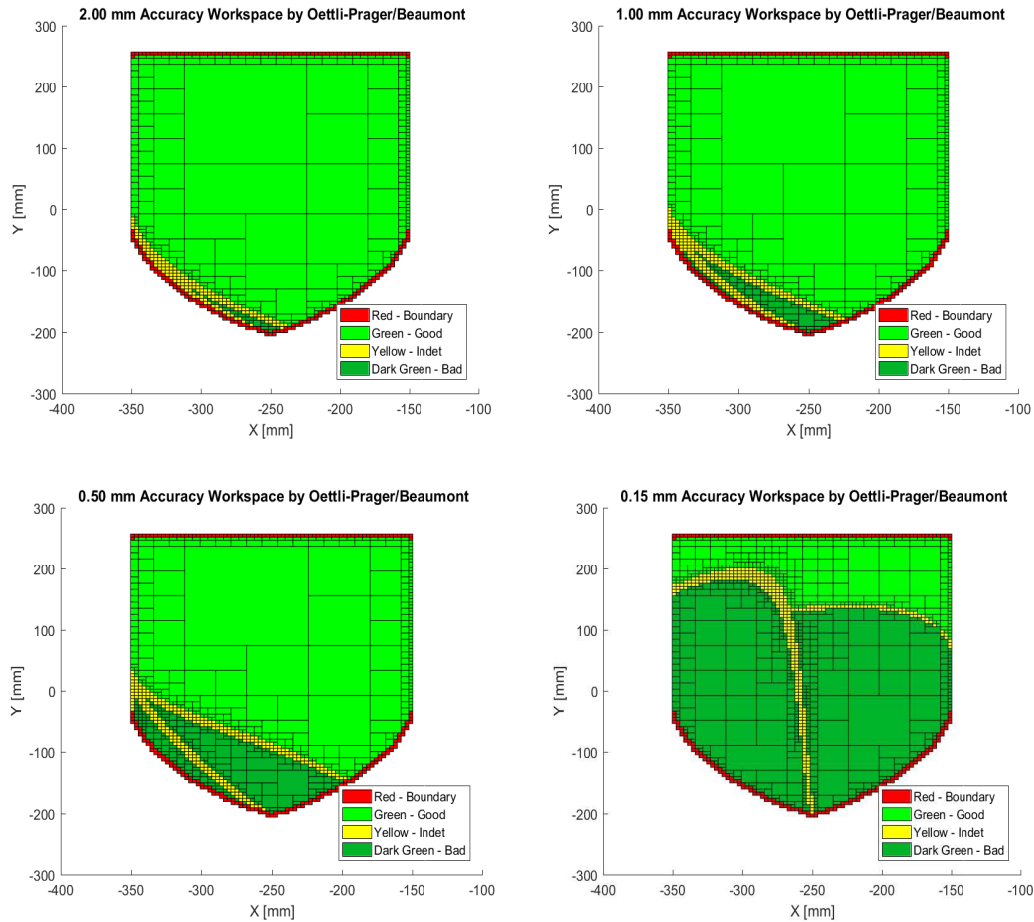 2.00 mm Accuracy Workspace by Oettli-Prager/Beaumont
300
200
100
0
-100
-200
-300
Y [mm]
-400 -350 -300 -250 -200 -150 -100
X [mm]
Red - Boundary
Green - Good
Yellow - Indet
Dark Green - Bad
1.00 mm Accuracy Workspace by Oettli-Prager/Beaumont
300
200
100
0
-100
-200
-300
Y [mm]
-400 -350 -300 -250 -200 -150 -100
X [mm]
Red - Boundary
Green - Good
Yellow - Indet
Dark Green - Bad
0.50 mm Accuracy Workspace by Oettli-Prager/Beaumont
300
200
100
0
-100
-200
-300
Y [mm]
-400 -350 -300 -250 -200 -150 -100
X [mm]
Red - Boundary
Green - Good
Yellow - Indet
Dark Green - Bad
0.15 mm Accuracy Workspace by Oettli-Prager/Beaumont
300
200
100
0
-100
-200
-300
Y [mm]
-400 -350 -300 -250 -200 -150 -100
X [mm]
Red - Boundary
Green - Good
Yellow - Indet
Dark Green - Bad